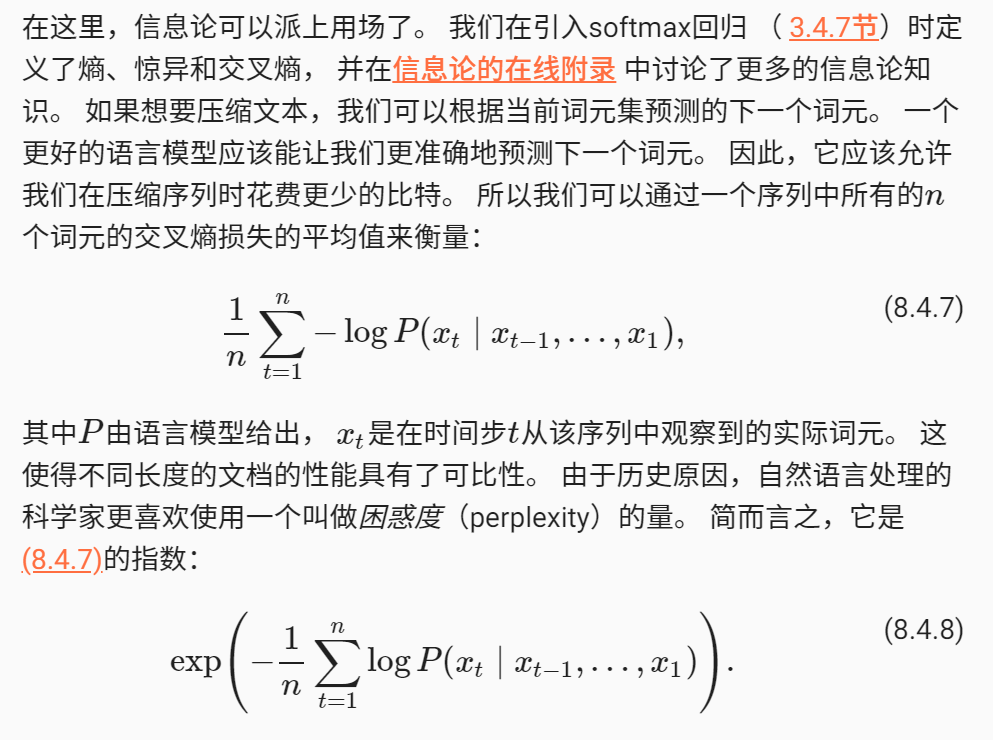 在这里，信息论可以派上用场了。 我们在引入softmax回归 （ 3.4.7节）时定
义了熵、惊异和交叉熵， 并在信息论的在线附录 中讨论了更多的信息论知
识。 如果想要压缩文本，我们可以根据当前词元集预测的下一个词元。 一个
更好的语言模型应该能让我们更准确地预测下一个词元。 因此，它应该允许
我们在压缩序列时花费更少的比特。 所以我们可以通过一个序列中所有的n
个词元的交叉熵损失的平均值来衡量：
\frac{1}{n} \sum_{t=1}^{n} -\log P(x_t \mid x_{t-1}, \ldots, x_1), (8.4.7)
其中P由语言模型给出， x_t是在时间步t从该序列中观察到的实际词元。 这
使得不同长度的文档的性能具有了可比性。 由于历史原因，自然语言处理的
科学家更喜欢使用一个叫做困惑度（perplexity）的量。 简而言之，它是
(8.4.7)的指数：
\exp\left(-\frac{1}{n} \sum_{t=1}^{n} \log P(x_t \mid x_{t-1}, \ldots, x_1)\right). (8.4.8)